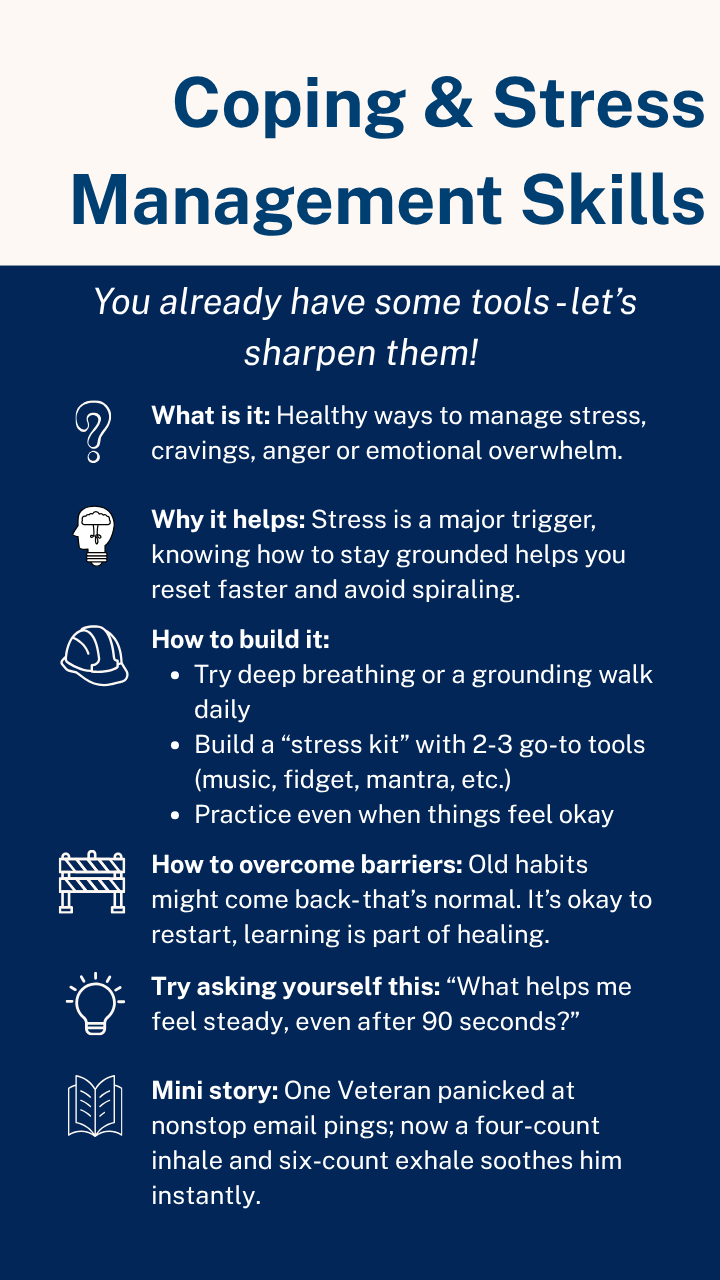 Coping & Stress
Management Skills
You already have some tools - let’s
sharpen them!
What is it: Healthy ways to manage stress,
cravings, anger or emotional overwhelm.
Why it helps: Stress is a major trigger,
knowing how to stay grounded helps you
reset faster and avoid spiraling.
How to build it:
• Try deep breathing or a grounding walk
daily
• Build a “stress kit” with 2-3 go-to tools
(music, fidget, mantra, etc.)
• Practice even when things feel okay
How to overcome barriers: Old habits
might come back- that’s normal. It’s okay to
restart, learning is part of healing.
Try asking yourself this: “What helps me
feel steady, even after 90 seconds?”
Mini story: One Veteran panicked at
nonstop email pings; now a four-count
inhale and six-count exhale soothes him
instantly.